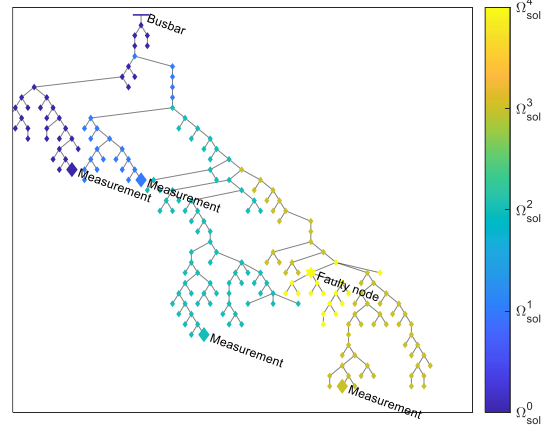 Busbar
Measurement
Measurement
Faulty node
Measurement
Measurement
Ω⁴sol
Ω³sol
Ω²sol
Ω¹sol
Ω⁰sol